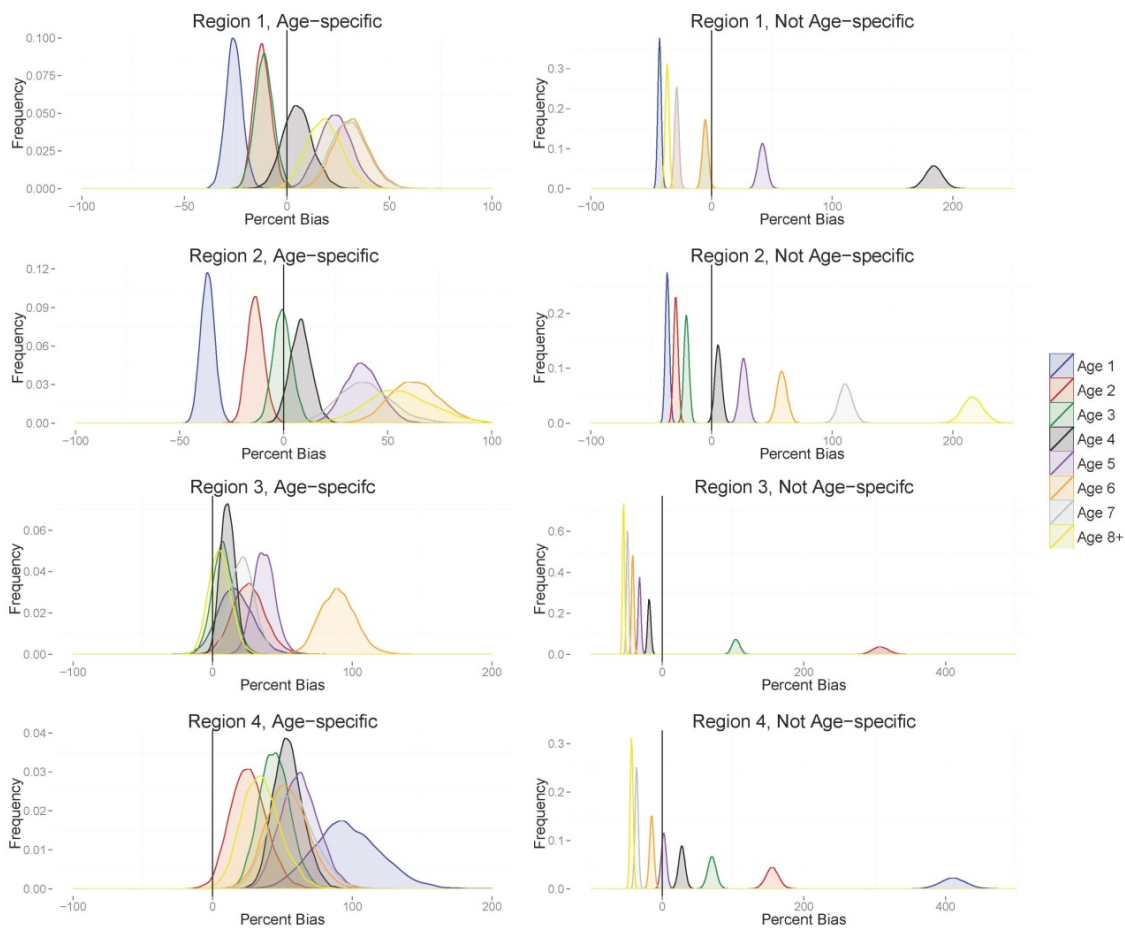 Region 1, Age-specific
Frequency
0.100
0.075
0.050
0.025
0.000
-100 -50 0 50 100
Percent Bias
Region 1, Not Age-specifc
Frequency
0.3
0.2
0.1
0.0
-100 0 100 200
Percent Bias
Region 2, Age-specific
Frequency
0.12
0.09
0.06
0.03
0.00
-100 -50 0 50 100
Percent Bias
Region 2, Not Age-specifc
Frequency
0.2
0.1
0.0
-100 0 100 200
Percent Bias
Region 3, Age-specifc
Frequency
0.06
0.04
0.02
0.00
-100 0 100 200
Percent Bias
Region 3, Not Age-specifc
Frequency
0.6
0.4
0.2
0.0
0 200 400
Percent Bias
Region 4, Age-specific
Frequency
0.04
0.03
0.02
0.01
0.00
-100 0 100 200
Percent Bias
Region 4, Not Age-specific
Frequency
0.3
0.2
0.1
0.0
0 200 400
Percent Bias
Age 1
Age 2
Age 3
Age 4
Age 5
Age 6
Age 7
Age 8+